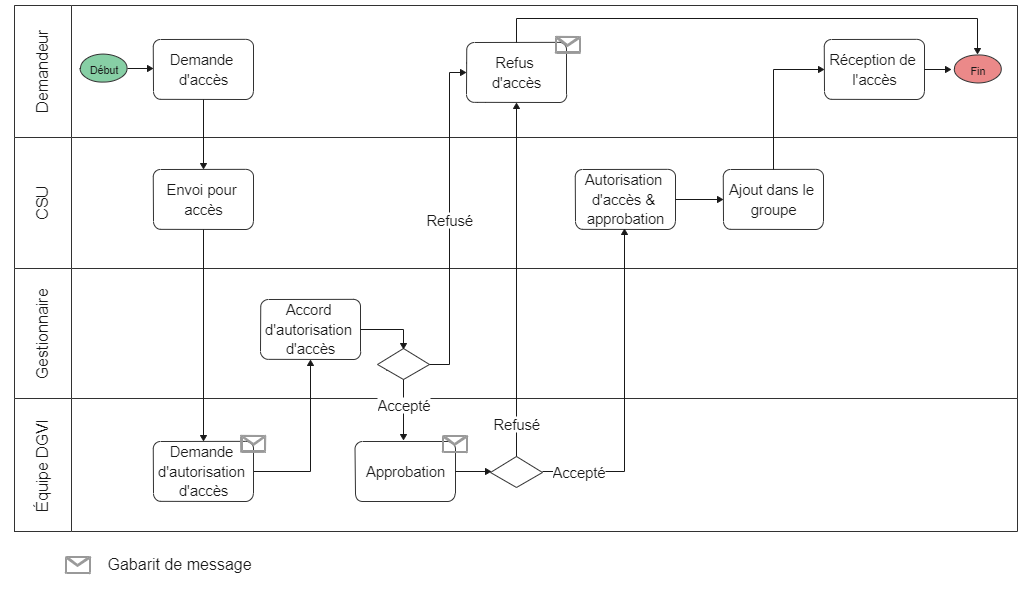 Demandeur
Début
Demande
d'accès
Refus
d'accès
Réception de
l'accès
Fin
CSU
Envoi pour
accès
Refusé
Autorisation
d'accès &
approbation
Ajout dans le
groupe
Gestionnaire
Accord
d'autorisation
d'accès
Accepté
Équipe DGVI
Demande
d'autorisation
d'accès
Approbation
Refusé
Accepté
Gabarit de message